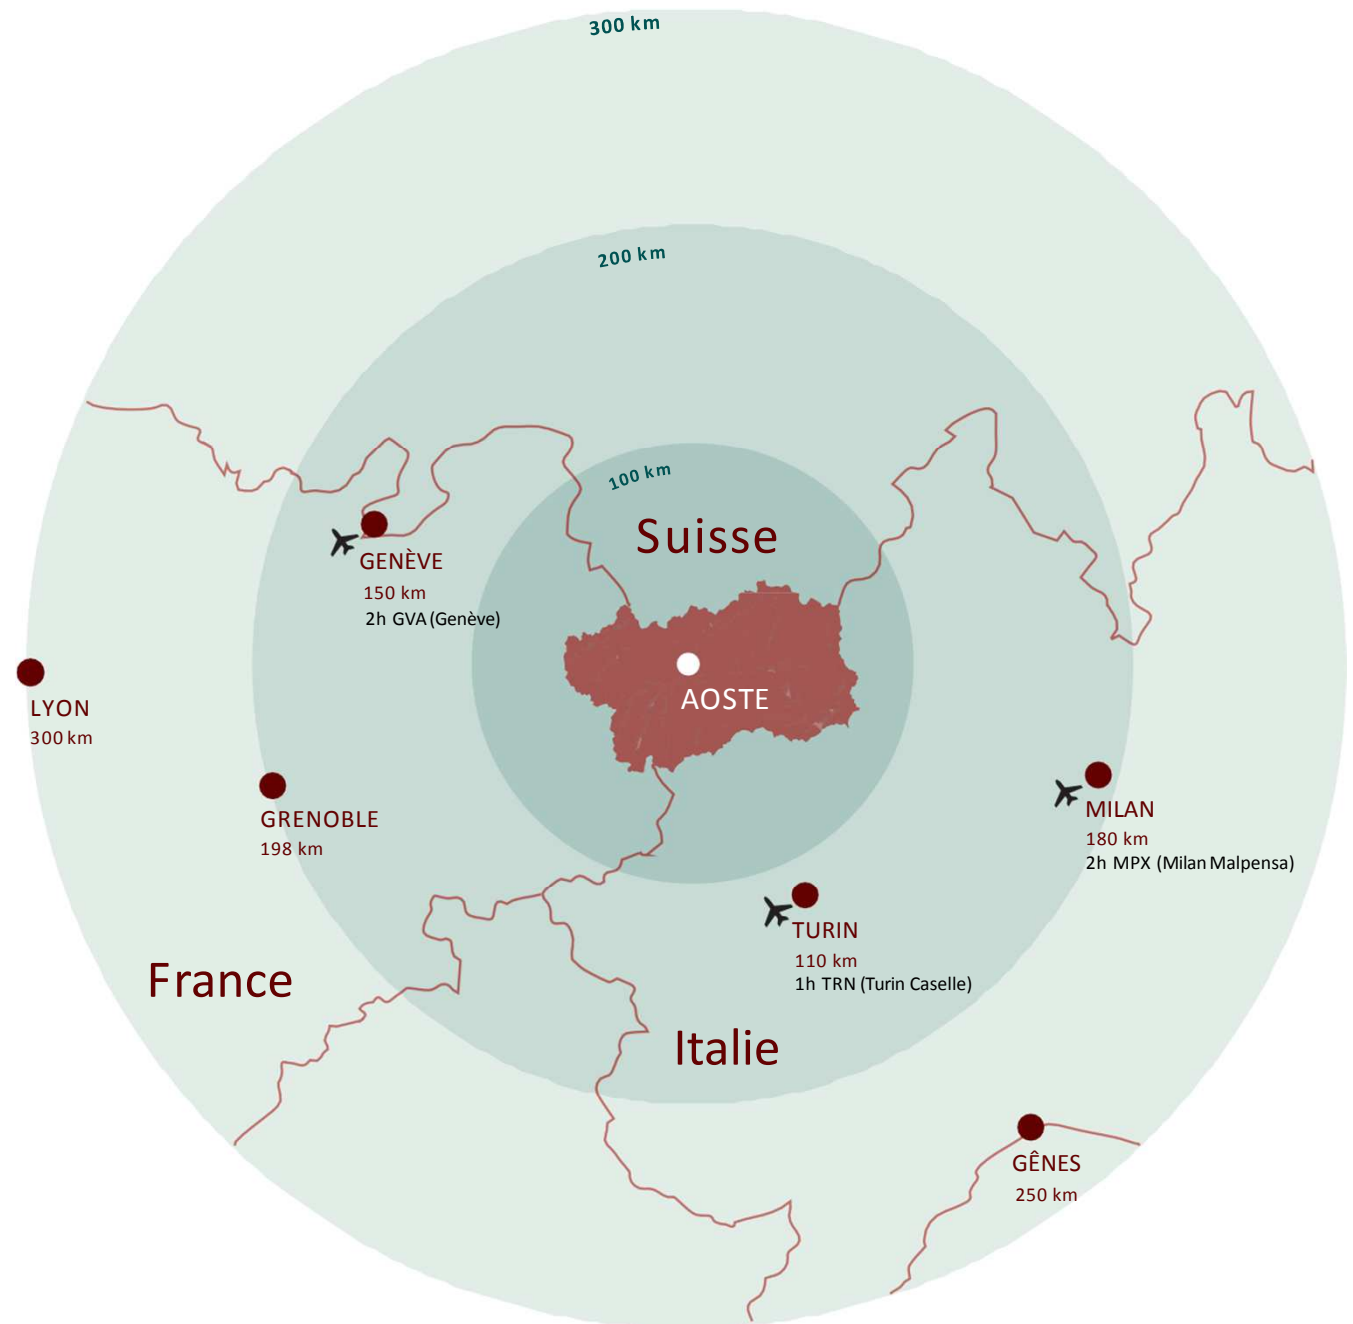 300 km
200 km
100 km
Suisse
GENÈVE
150 km
2h GVA (Genève)
AOSTE
LYON
300 km
GRENOBLE
198 km
MILAN
180 km
2h MPX (Milan Malpensa)
TURIN
110 km
1h TRN (Turin Caselle)
France
Italie
GÊNES
250 km